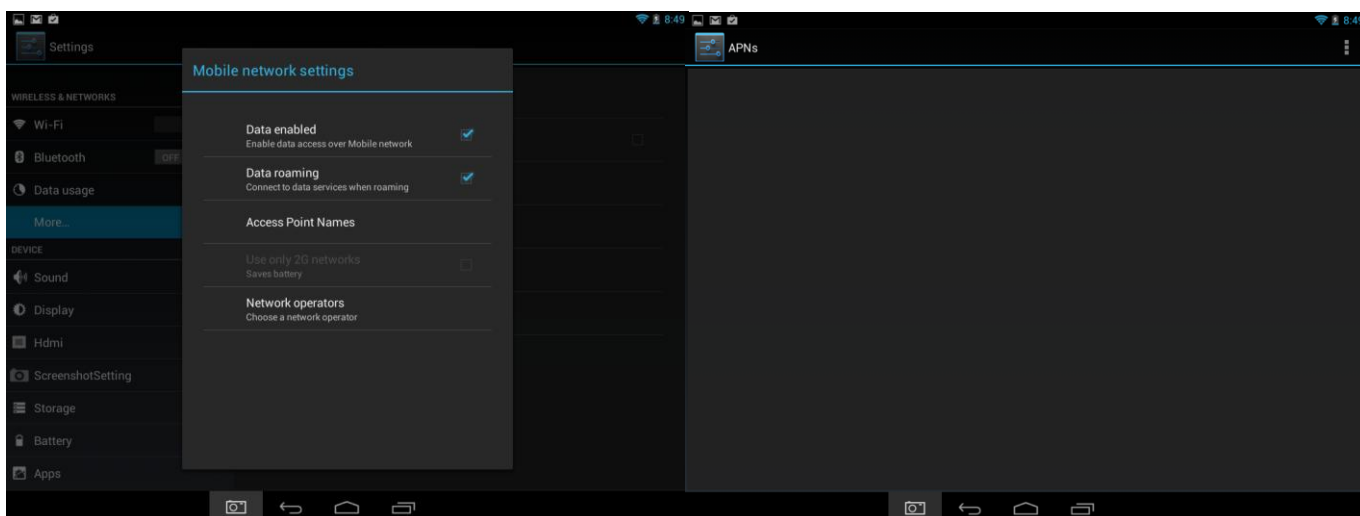 8:49
Settings
WIRELESS & NETWORKS
Wi-Fi
Bluetooth
OFF
Data usage
More...
DEVICE
Sound
Display
Hdmi
ScreenshotSetting
Storage
Battery
Apps
Mobile network settings
Data enabled
Enable data access over Mobile network
Data roaming
Connect to data services when roaming
Access Point Names
Use only 2G networks
Saves battery
Network operators
Choose a network operator
8:49
APNs